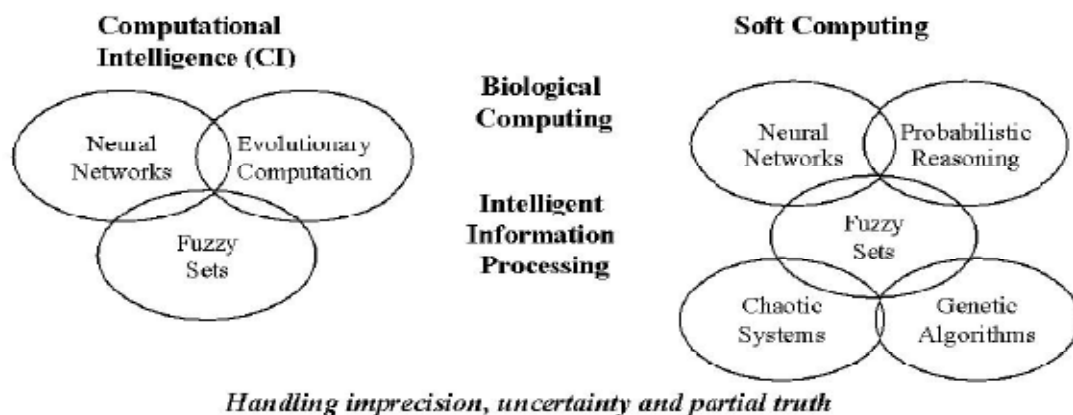 Computational
Intelligence (CI)
Neural
Networks
Evolutionary
Computation
Fuzzy
Sets
Biological
Computing
Intelligent
Information
Processing
Soft Computing
Neural
Networks
Probabilistic
Reasoning
Fuzzy
Sets
Chaotic
Systems
Genetic
Algorithms
Handling imprecision, uncertainty and partial truth